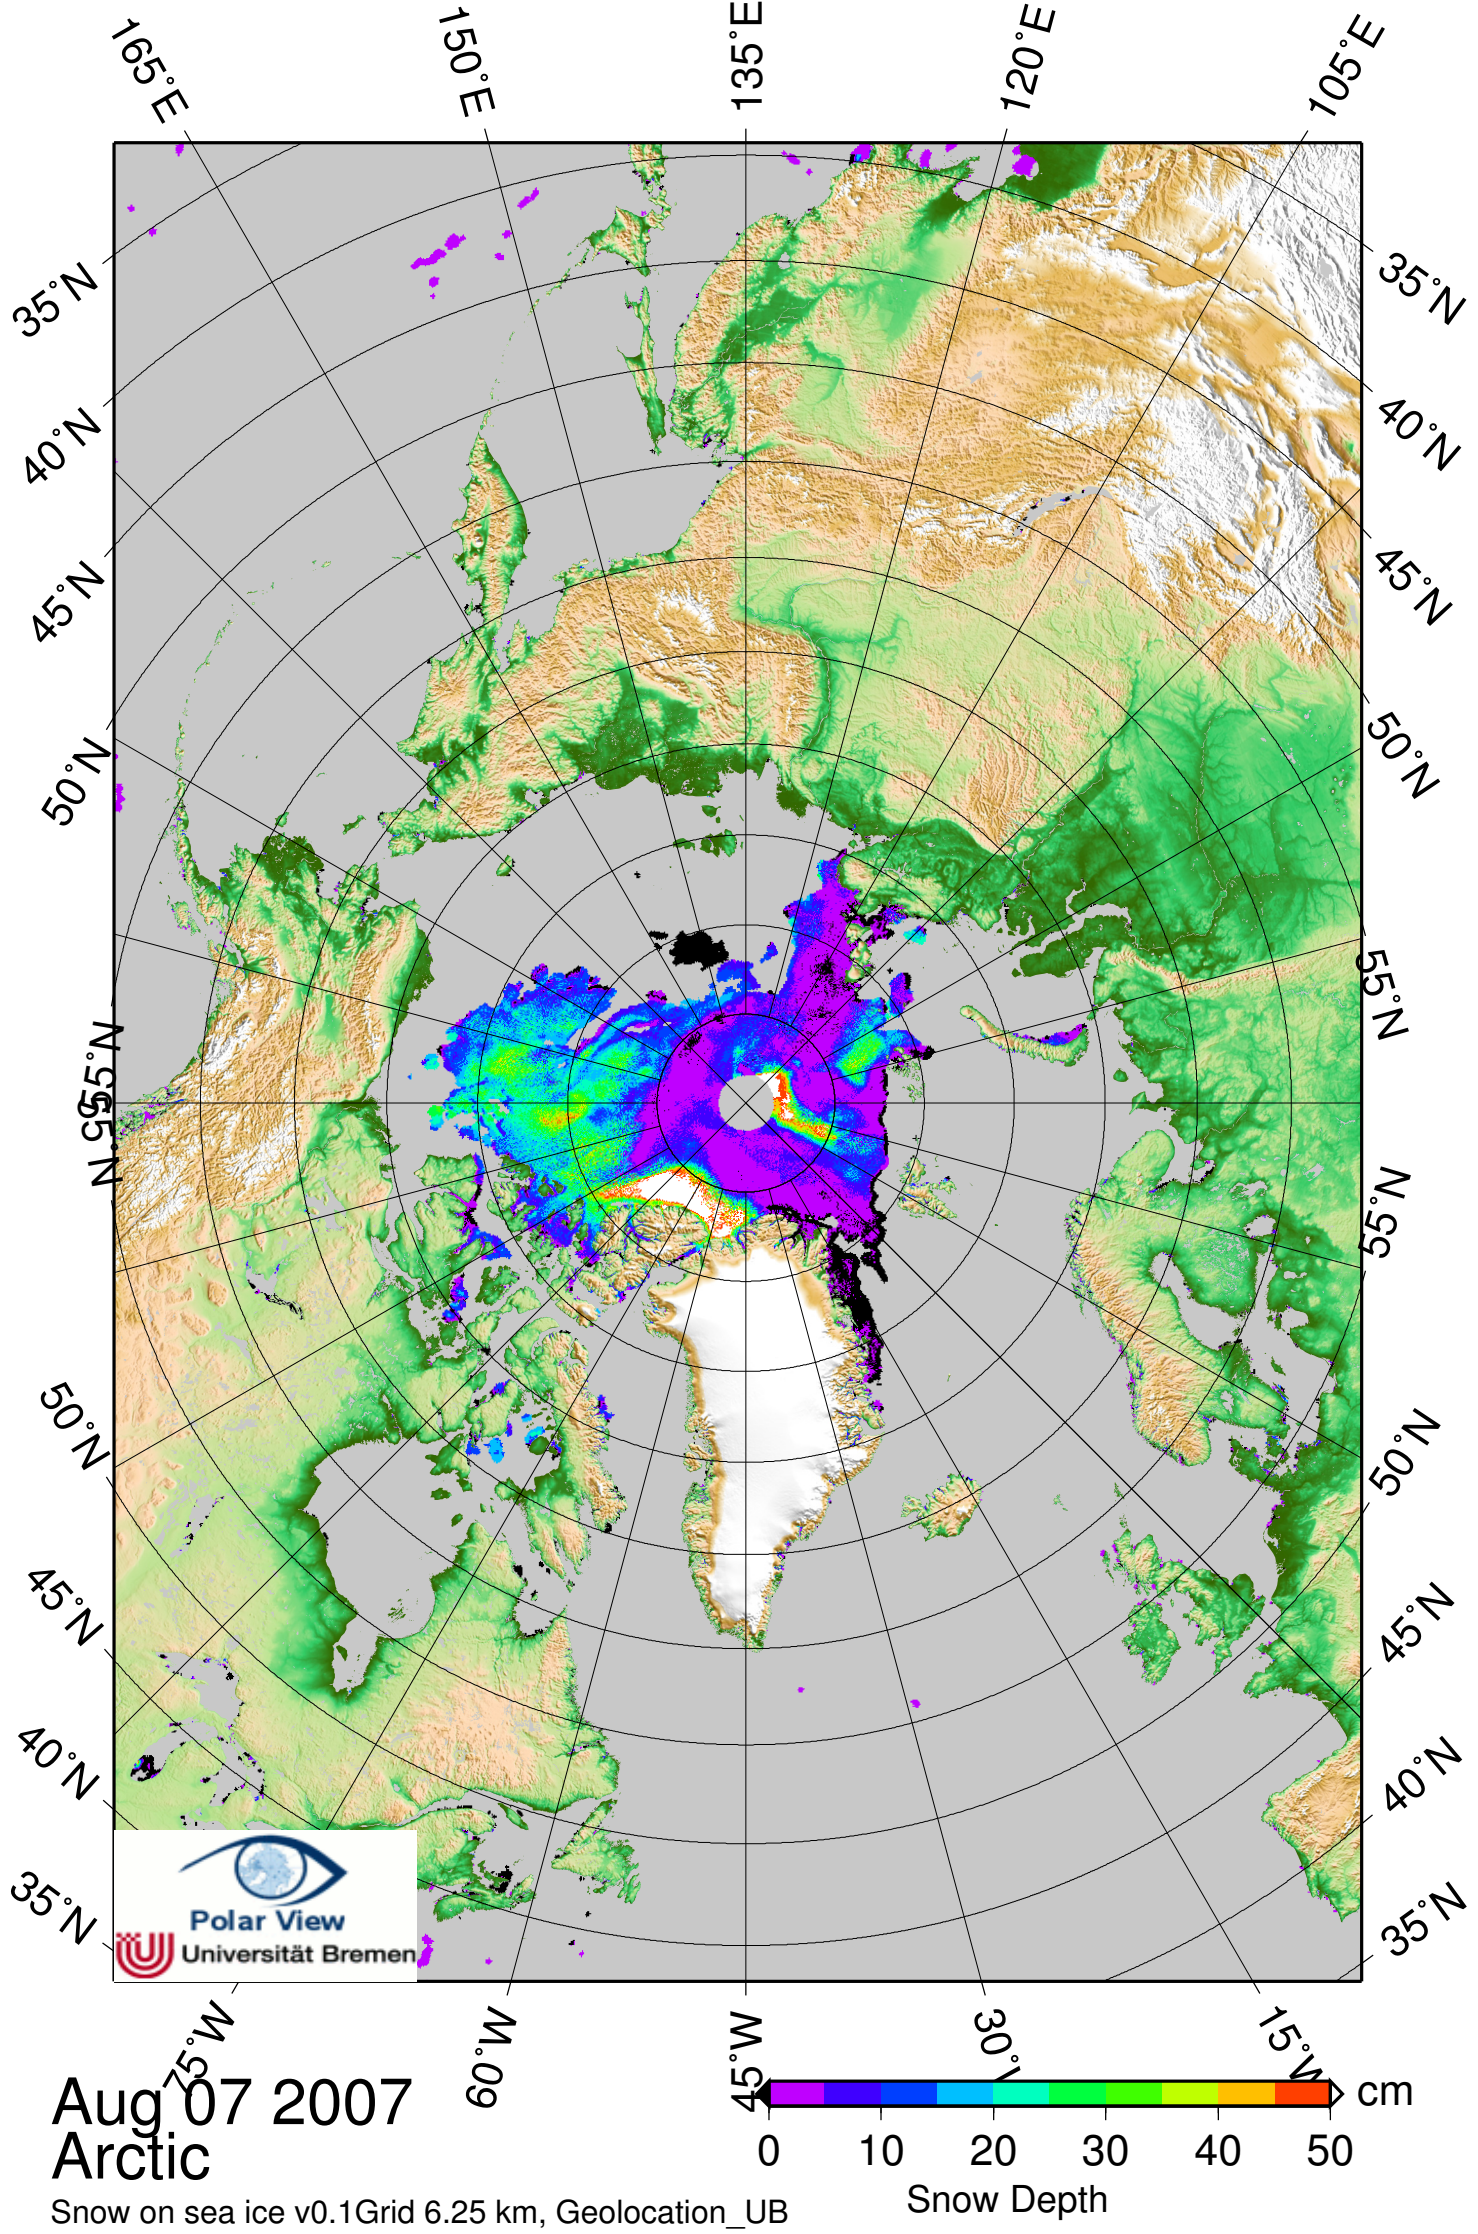 165°E 150°E 135°E 120°E 105°E
35°N 35°N
40°N 40°N
45°N 45°N
50°N 50°N
55°N 55°N
55°N 55°N
50°N 50°N
45°N 45°N
40°N 40°N
35°N 35°N
Polar View
Universität Bremen
75°W 60°W 45°W 30° 15°W
Aug 07 2007
Arctic
Snow on sea ice v0.1Grid 6.25 km, Geolocation_UB
cm
0 10 20 30 40 50
Snow Depth